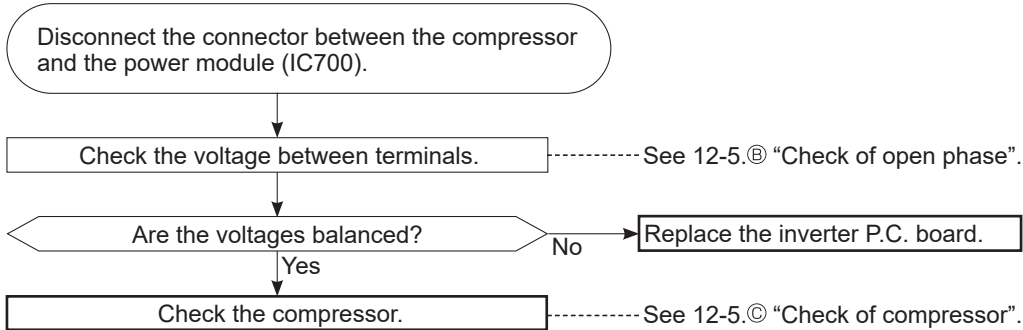 Disconnect the connector between the compressor
and the power module (IC700).
Check the voltage between terminals.
See 12-5.Ⓑ “Check of open phase”.
Are the voltages balanced?
No
Replace the inverter P.C. board.
Yes
Check the compressor.
See 12-5.Ⓒ “Check of compressor”.